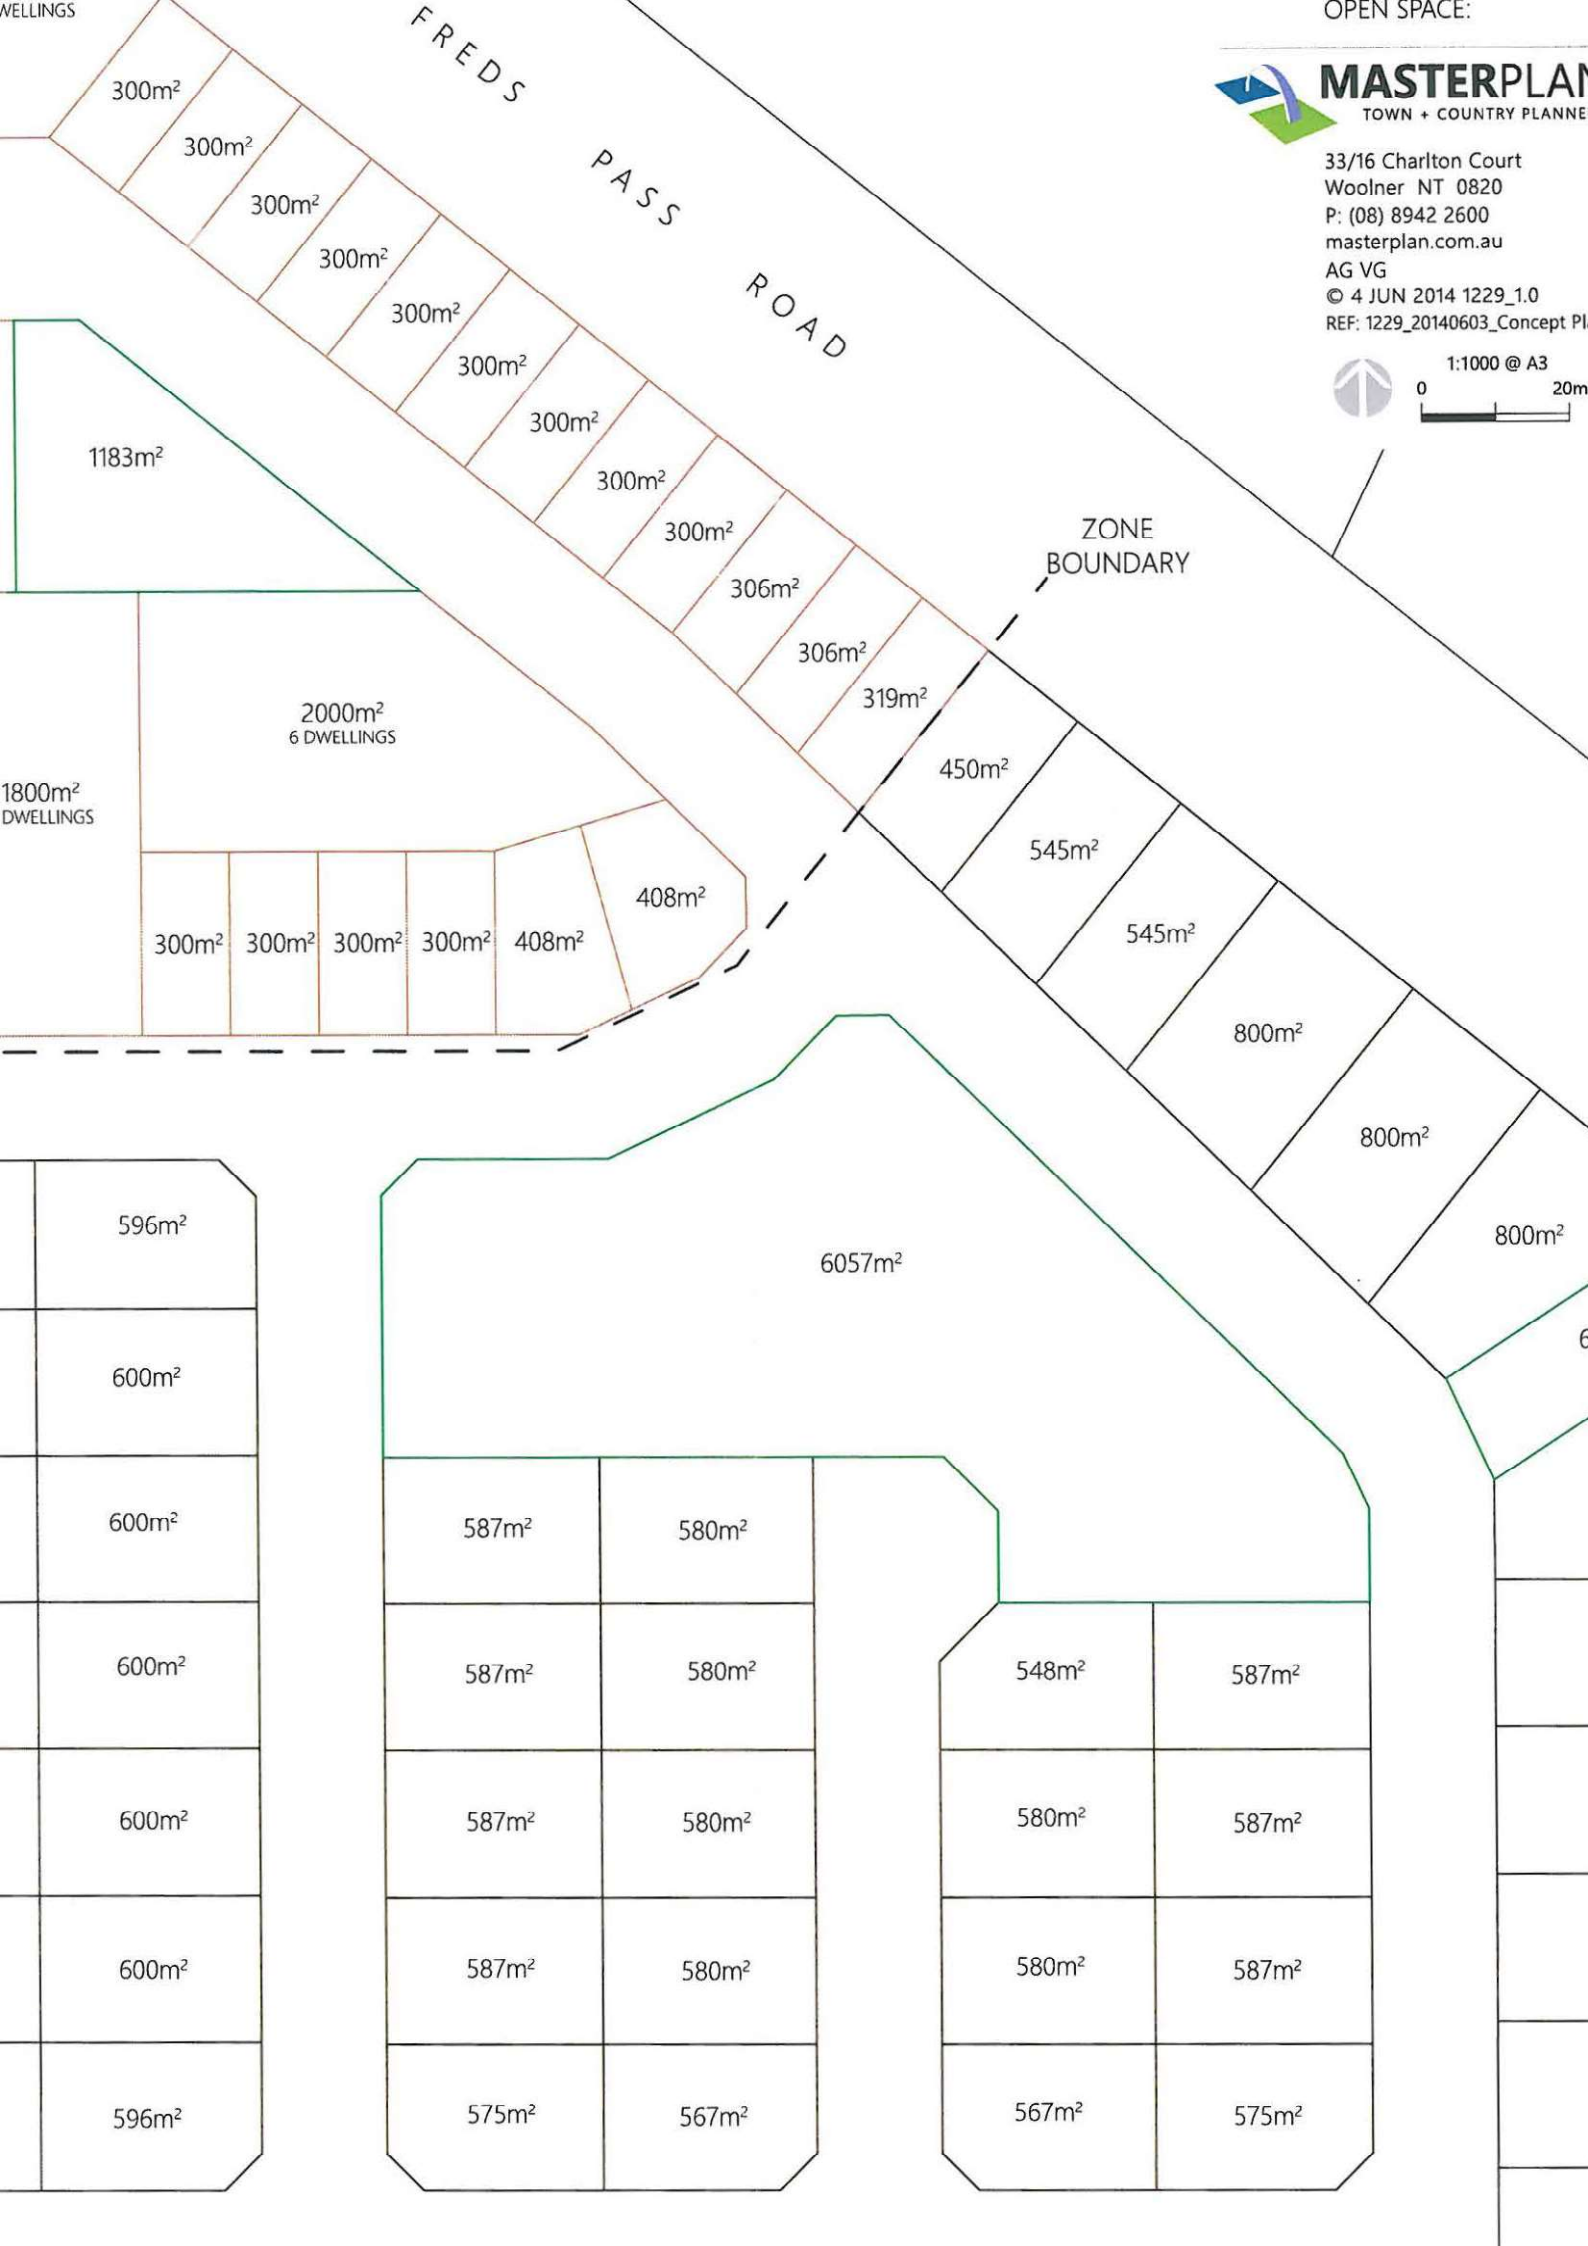 WELLINGS
OPEN SPACE:
FREDS PASS ROAD
MASTERPLAN
TOWN + COUNTRY PLANNE
33/16 Charlton Court
Woolner NT 0820
P: (08) 8942 2600
masterplan.com.au
AG VG
© 4 JUN 2014 1229_1.0
REF: 1229_20140603_Concept Pl
1:1000 @ A3
0 20m
300m²
300m²
300m²
300m²
300m²
300m²
300m²
300m²
300m²
306m²
306m²
319m²
ZONE
BOUNDARY
450m²
545m²
545m²
800m²
800m²
800m²
1183m²
2000m²
6 DWELLINGS
1800m²
DWELLINGS
300m² 300m² 300m² 300m² 408m² 408m²
6057m²
596m²
600m²
600m²
600m²
600m²
600m²
596m²
587m² 580m²
587m² 580m²
587m² 580m²
587m² 580m²
575m² 567m²
548m² 587m²
580m² 587m²
580m² 587m²
567m² 575m²